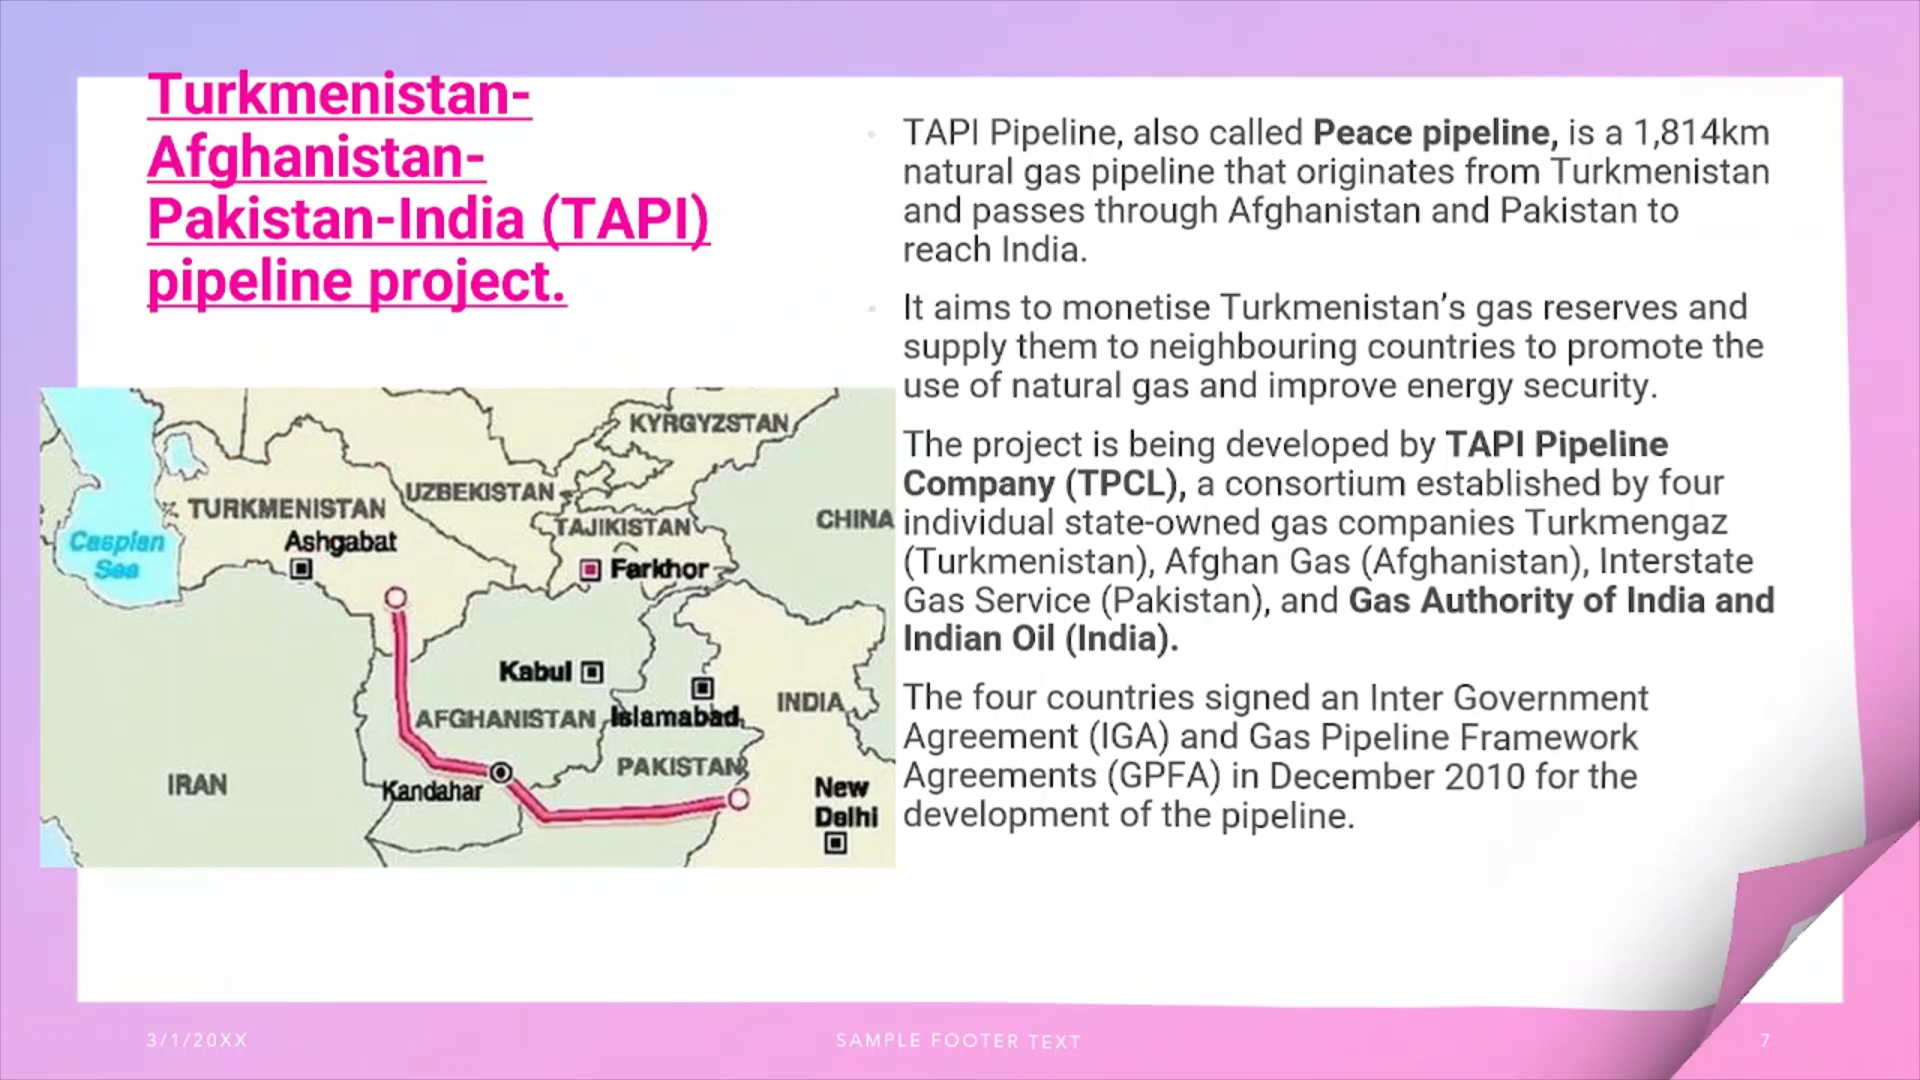 Turkmenistan-
Afghanistan-
Pakistan-India (TAPI)
pipeline project.
TAPI Pipeline, also called Peace pipeline, is a 1,814km
natural gas pipeline that originates from Turkmenistan
and passes through Afghanistan and Pakistan to
reach India.
It aims to monetise Turkmenistan’s gas reserves and
supply them to neighbouring countries to promote the
use of natural gas and improve energy security.
The project is being developed by TAPI Pipeline
Company (TPCL), a consortium established by four
individual state-owned gas companies Turkmengaz
(Turkmenistan), Afghan Gas (Afghanistan), Interstate
Gas Service (Pakistan), and Gas Authority of India and
Indian Oil (India).
The four countries signed an Inter Government
Agreement (IGA) and Gas Pipeline Framework
Agreements (GPFA) in December 2010 for the
development of the pipeline.
KYRGYZSTAN
UZBEKISTAN
TURKMENISTAN
CHINA
TAJIKISTAN
Caspian
Sea
Ashgabat
Farkhor
Kabul
INDIA
AFGHANISTAN
Islamabad
PAKISTAN
IRAN
Kandahar
New
Delhi
3/1/20XX
SAMPLE FOOTER TEXT
7